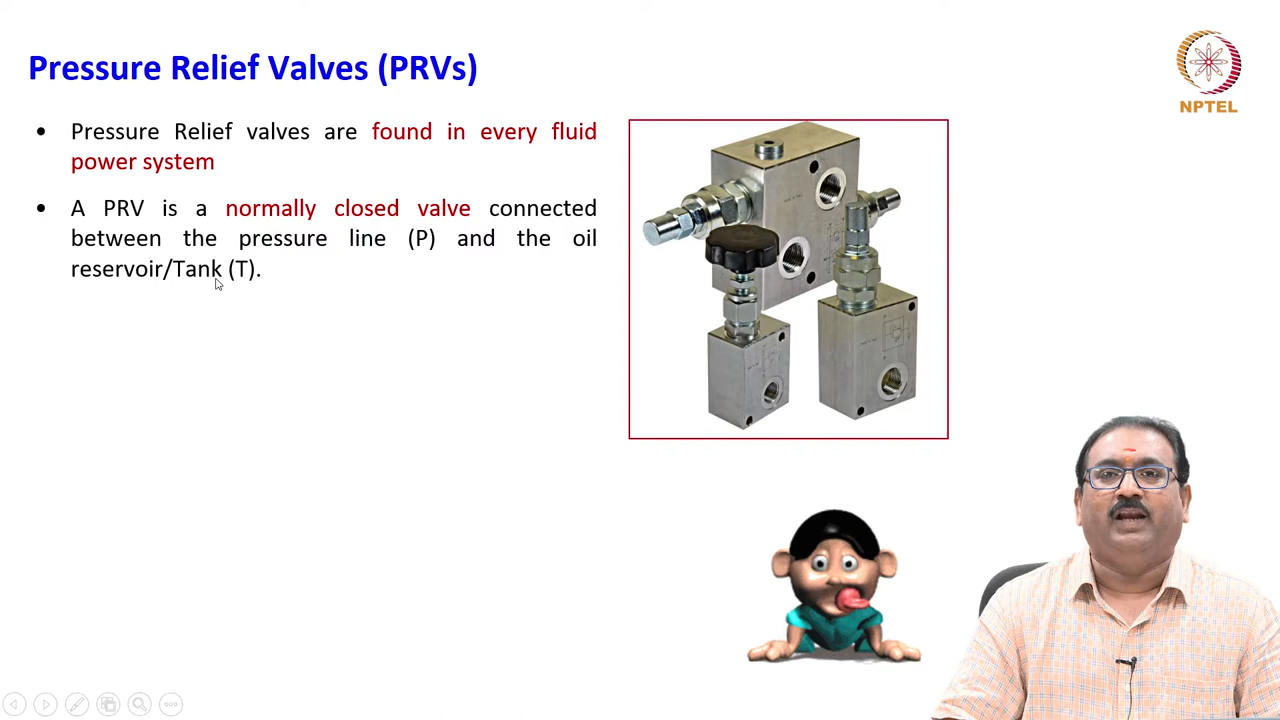 Pressure Relief Valves (PRVs)
NPTEL
• Pressure Relief valves are found in every fluid
power system
• A PRV is a normally closed valve connected
between the pressure line (P) and the oil
reservoir/Tank (T).